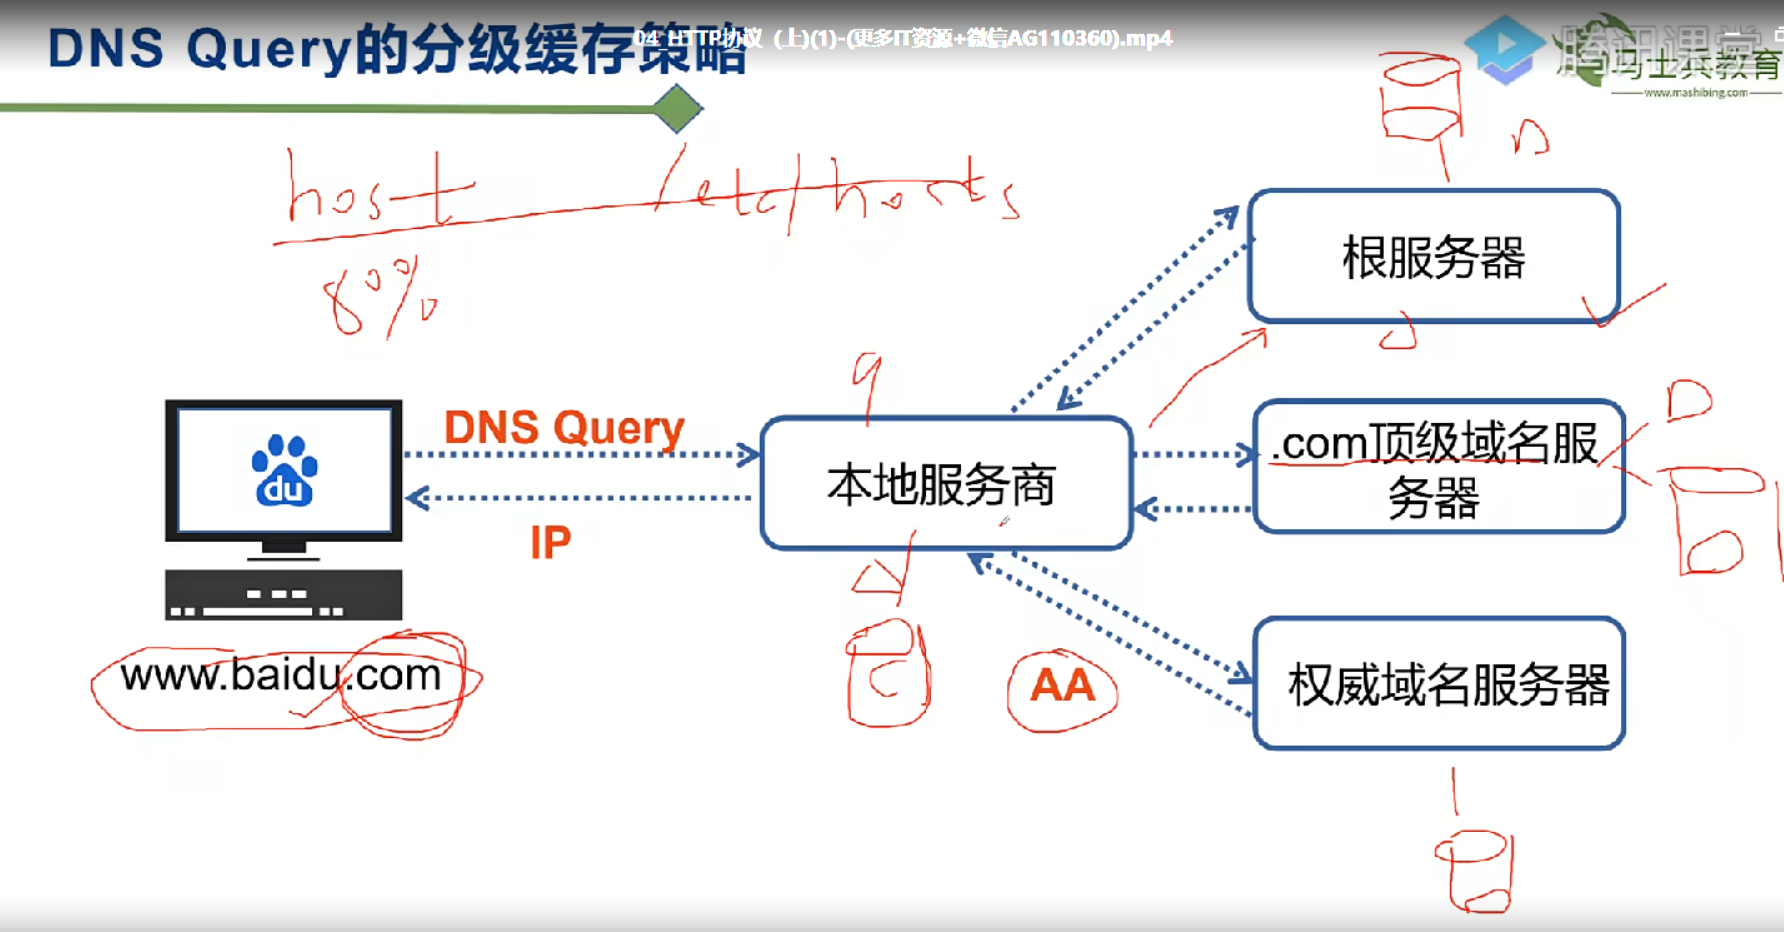 DNS Query的分级缓存策略
04_HTTP协议（上)(1)-(更多IT资源+微信AG110360).mp4
腾讯课堂
马士兵教育
www.mashibing.com
host /etc/hosts
80%
根服务器
DNS Query
.com顶级域名服
务器
du
本地服务商
IP
www.baidu.com
C
AA
权威域名服务器